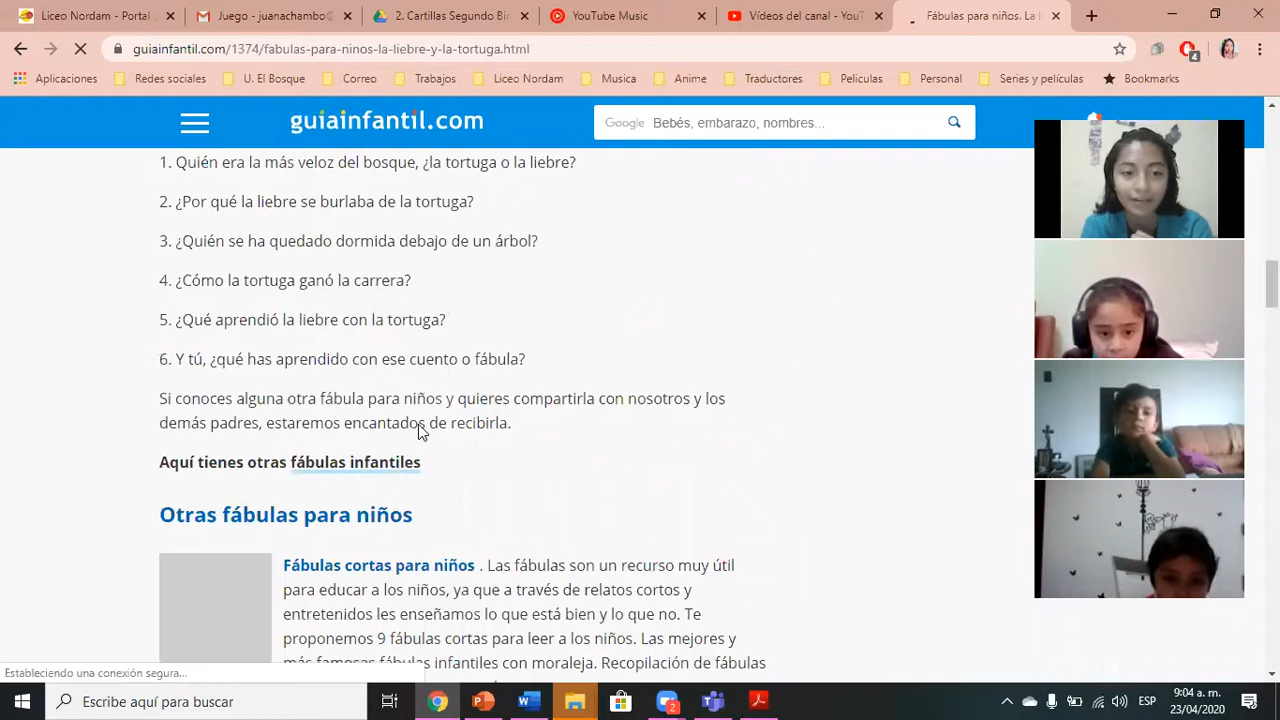 Liceo Nordam - Portal
Juego - juanachambo@
2. Cartillas Segundo Bim
YouTube Music
Vídeos del canal - YouT
Fábulas para niños. La l
guiainfantil.com/1374/fabulas-para-ninos-la-liebre-y-la-tortuga.html
4
Aplicaciones
Redes sociales
U. El Bosque
Correo
Trabajos
Liceo Nordam
Musica
Anime
Traductores
Peliculas
Personal
Series y películas
Bookmarks
guiainfantil.com
Google Bebés, embarazo, nombres...
1. Quién era la más veloz del bosque, ¿la tortuga o la liebre?
2. ¿Por qué la liebre se burlaba de la tortuga?
3. ¿Quién se ha quedado dormida debajo de un árbol?
4. ¿Cómo la tortuga ganó la carrera?
5. ¿Qué aprendió la liebre con la tortuga?
6. Y tú, ¿qué has aprendido con ese cuento o fábula?
Si conoces alguna otra fábula para niños y quieres compartirla con nosotros y los
demás padres, estaremos encantados de recibirla.
Aquí tienes otras fábulas infantiles
Otras fábulas para niños
Fábulas cortas para niños . Las fábulas son un recurso muy útil
para educar a los niños, ya que a través de relatos cortos y
entretenidos les enseñamos lo que está bien y lo que no. Te
proponemos 9 fábulas cortas para leer a los niños. Las mejores y
más famosas fábulas infantiles con moraleja. Recopilación de fábulas
Estableciendo una conexión segura...
Escribe aquí para buscar
2
ESP
9:04 a. m.
23/04/2020